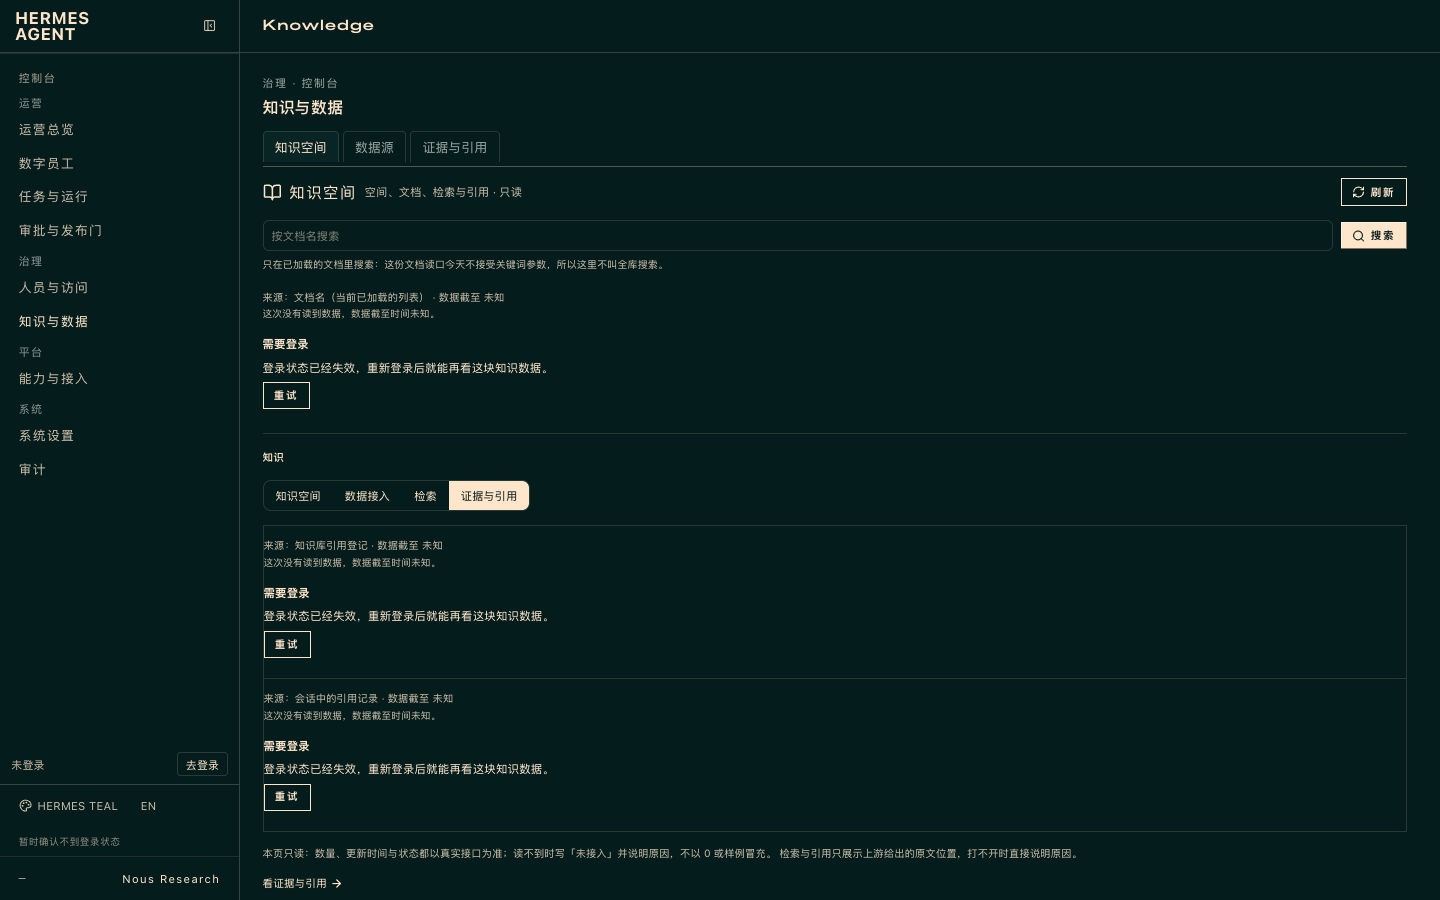 HERMES
AGENT
Knowledge
控制台
运营
运营总览
数字员工
任务与运行
审批与发布门
治理
人员与访问
知识与数据
平台
能力与接入
系统
系统设置
审计
未登录
去登录
HERMES TEAL
EN
暂时确认不到登录状态
—
Nous Research
治理 · 控制台
知识与数据
知识空间
数据源
证据与引用
知识空间 空间、文档、检索与引用 · 只读
刷新
按文档名搜索
搜索
只在已加载的文档里搜索：这份文档读口今天不接受关键词参数，所以这里不叫全库搜索。
来源：文档名（当前已加载的列表） · 数据截至 未知
这次没有读到数据，数据截至时间未知。
需要登录
登录状态已经失效，重新登录后就能再看这块知识数据。
重试
知识
知识空间
数据接入
检索
证据与引用
来源：知识库引用登记 · 数据截至 未知
这次没有读到数据，数据截至时间未知。
需要登录
登录状态已经失效，重新登录后就能再看这块知识数据。
重试
来源：会话中的引用记录 · 数据截至 未知
这次没有读到数据，数据截至时间未知。
需要登录
登录状态已经失效，重新登录后就能再看这块知识数据。
重试
本页只读：数量、更新时间与状态都以真实接口为准；读不到时写「未接入」并说明原因，不以 0 或样例冒充。 检索与引用只展示上游给出的原文位置，打不开时直接说明原因。
看证据与引用 →